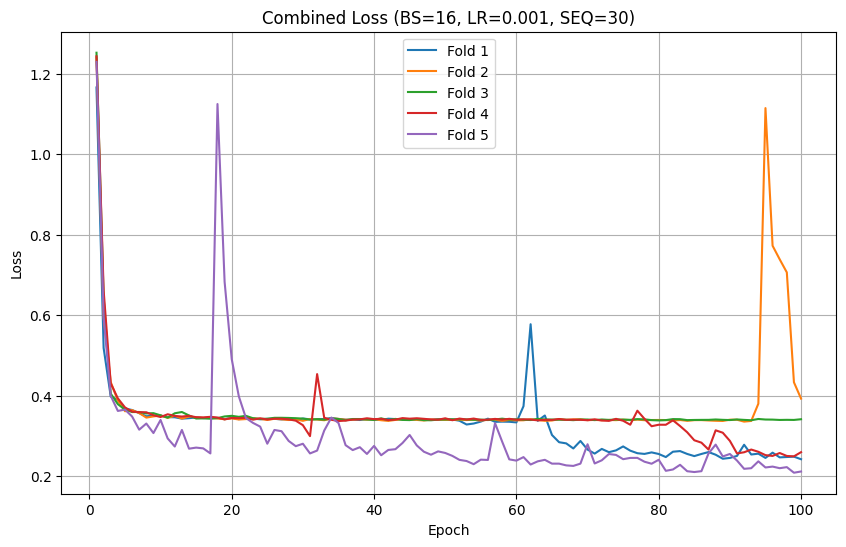 Combined Loss (BS=16, LR=0.001, SEQ=30)
Fold 1
Fold 2
Fold 3
Fold 4
Fold 5
Loss
1.2
1.0
0.8
0.6
0.4
0.2
0
20
40
60
80
100
Epoch